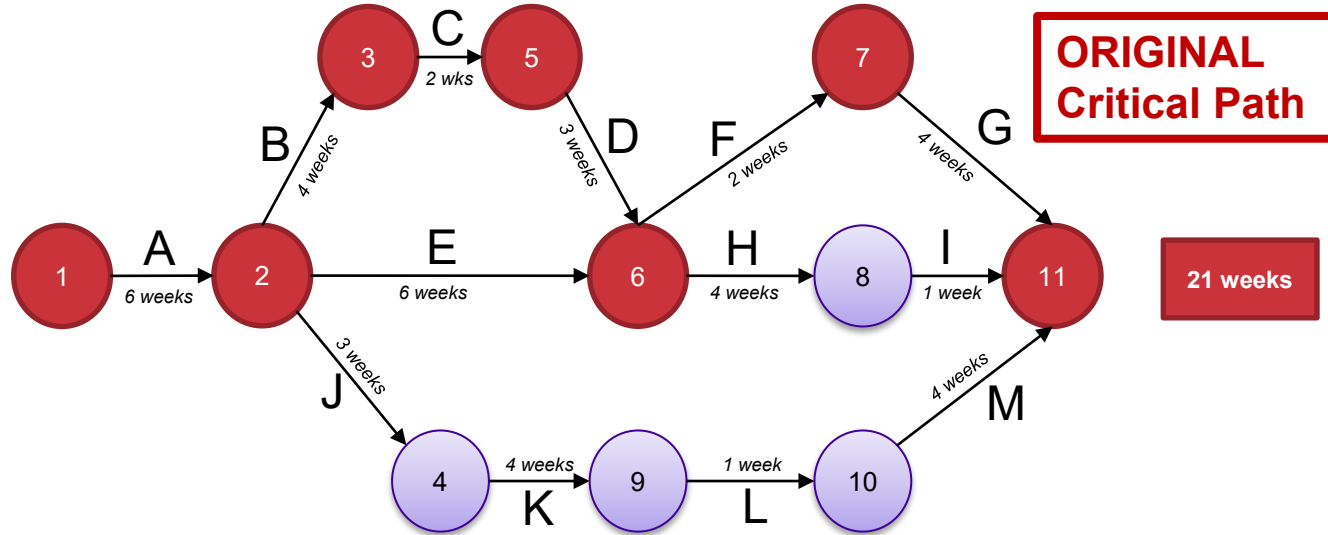 C
3
5
7
2 wks
ORIGINAL
Critical Path
B
4 weeks
D
3 weeks
F
2 weeks
G
4 weeks
A
E
H
I
1
2
6
8
11
21 weeks
6 weeks
6 weeks
4 weeks
1 week
3 weeks
J
4 weeks
M
4 weeks
1 week
4
9
10
K
L